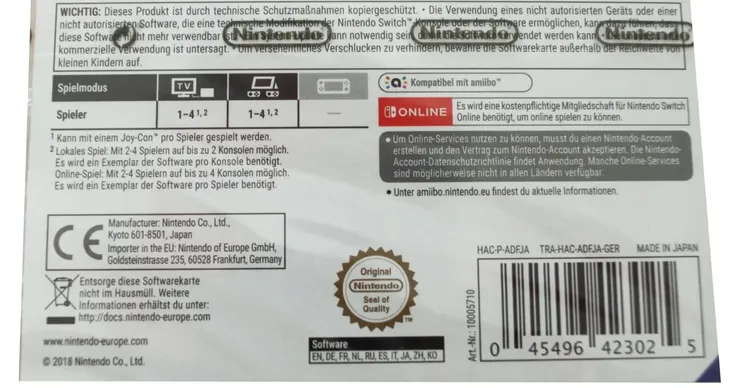 WICHTIG: Dieses Produkt ist durch technische Schutzmaßnahmen kopiergeschützt. • Die Verwendung eines nicht autorisierten Geräts oder einer
nicht autorisierten Software, die eine technische Modifikation der Nintendo Switch™-Konsole oder der Software ermöglichen, kann dazu führen, dass
diese Software nicht mehr verwendbar ist. kann notwendig sein, Software verwendet werden kann.
kommerzielle Verwendung ist untersagt. • Um versehentliches Verschlucken zu verhindern, bewahre die Softwarekarte außerhalb der Reichweite von
kleinen Kindern auf.
Nintendo Nintendo Nintendo
Spielmodus TV
Spieler 1–4 1, 2 1–4 1, 2 —
¹ Kann mit einem Joy-Con™ pro Spieler gespielt werden.
² Lokales Spiel: Mit 2-4 Spielern auf bis zu 2 Konsolen möglich.
Es wird ein Exemplar der Software pro Konsole benötigt.
Online-Spiel: Mit 2-4 Spielern auf bis zu 4 Konsolen möglich.
Es wird ein Exemplar der Software pro Spieler benötigt.
a Kompatibel mit amiibo™
ONLINE Es wird eine kostenpflichtige Mitgliedschaft für Nintendo Switch
Online benötigt, um online spielen zu können.
• Um Online-Services nutzen zu können, musst du einen Nintendo-Account
erstellen und den Vertrag zum Nintendo-Account akzeptieren. Die Nintendo-
Account-Datenschutzrichtlinie findet Anwendung. Manche Online-Services
sind möglicherweise nicht in allen Ländern verfügbar.
• Unter amiibo.nintendo.eu findest du aktuelle Informationen.
CE
Manufacturer: Nintendo Co., Ltd.,
Kyoto 601-8501, Japan
Importer in the EU: Nintendo of Europe GmbH,
Goldsteinstrasse 235, 60528 Frankfurt, Germany
Entsorge diese Softwarekarte
nicht im Hausmüll. Weitere
Informationen erhältst du unter:
http://docs.nintendo-europe.com
www.nintendo-europe.com
© 2018 Nintendo Co., Ltd.
Original
Nintendo
Seal of
Quality
TM
Software
EN, DE, FR, NL, RU, ES, IT, JA, ZH, KO
HAC-P-ADFJA TRA-HAC-ADFJA-GER MADE IN JAPAN
Art.-Nr.: 10005710
0 45496 42302 5